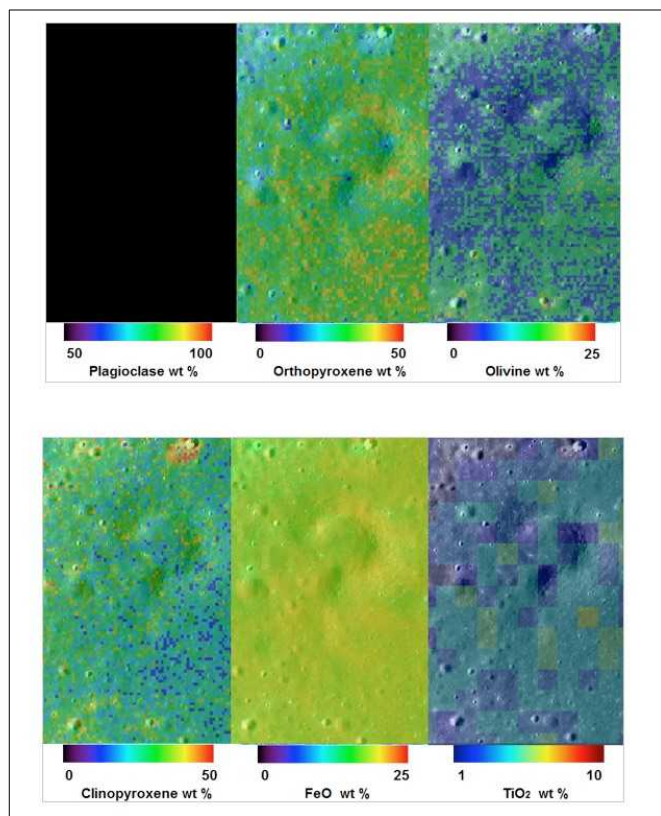 50 100 0 50 0 25
Plagioclase wt % Orthopyroxene wt % Olivine wt %
0 50 0 25 1 10
Clinopyroxene wt % FeO wt % TiO₂ wt %